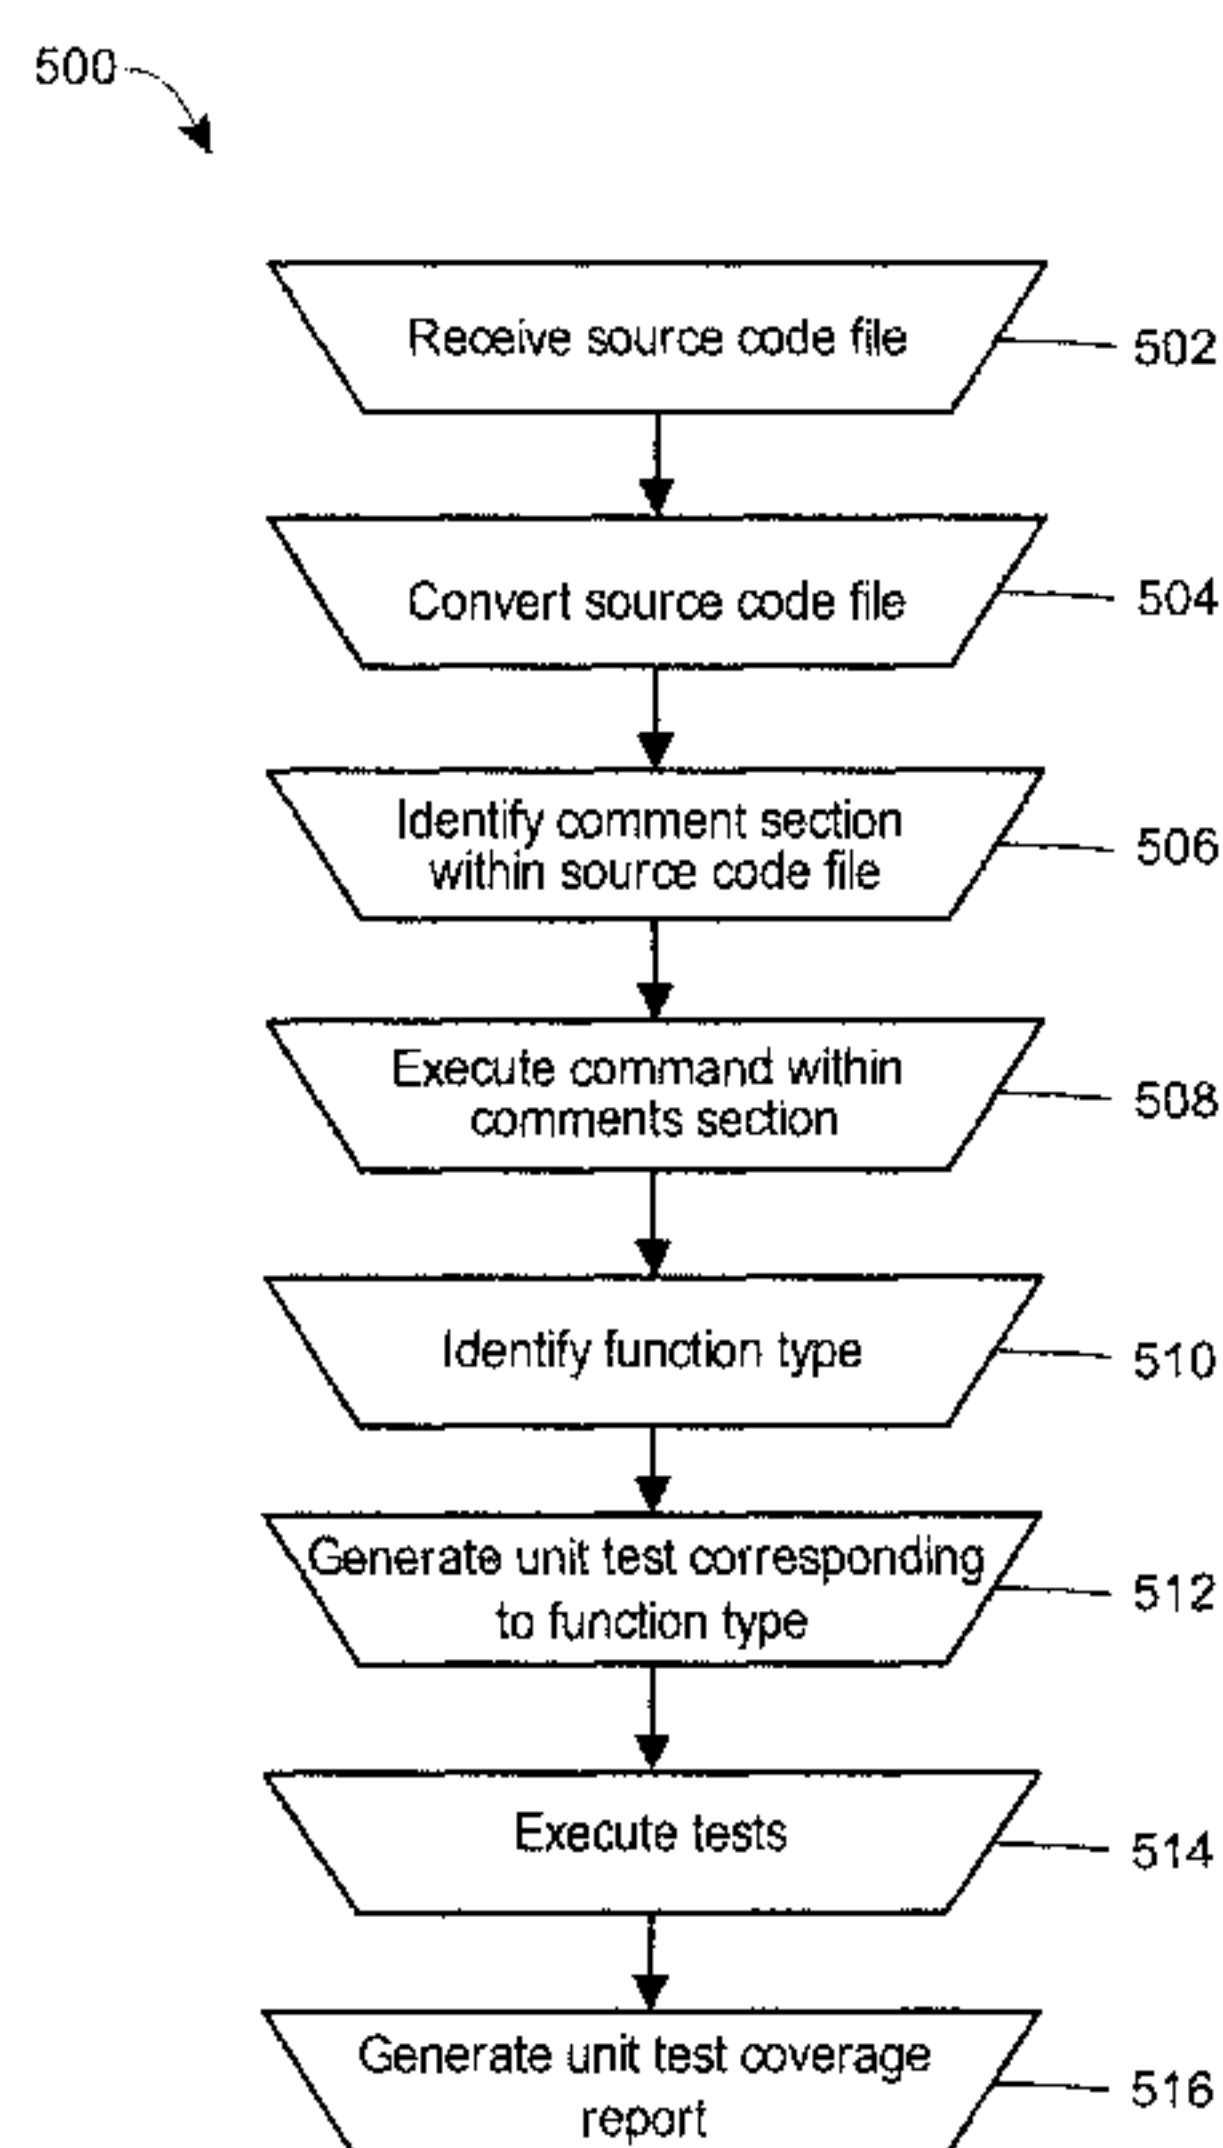 500
Receive source code file
502
Convert source code file
504
Identify comment section
within source code file
506
Execute command within
comments section
508
Identify function type
510
Generate unit test corresponding
to function type
512
Execute tests
514
Generate unit test coverage
report
516